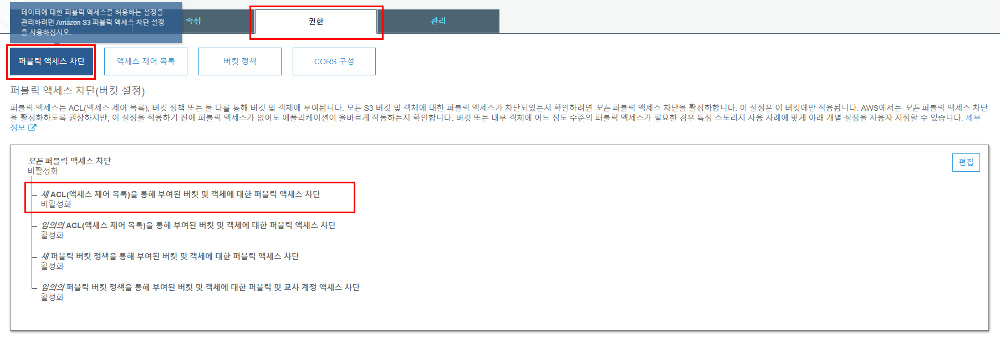 데이터에 대한 퍼블릭 액세스를 허용하는 설정을
관리하려면 Amazon S3 퍼블릭 액세스 차단 설정
을 사용하십시오.
속성
권한
관리
퍼블릭 액세스 차단
액세스 제어 목록
버킷 정책
CORS 구성
퍼블릭 액세스 차단(버킷 설정)
퍼블릭 액세스는 ACL(액세스 제어 목록), 버킷 정책 또는 둘 다를 통해 버킷 및 객체에 부여됩니다. 모든 S3 버킷 및 객체에 대한 퍼블릭 액세스가 차단되었는지 확인하려면 모든 퍼블릭 액세스 차단을 활성화합니다. 이 설정은 이 버킷에만 적용됩니다. AWS에서는 모든 퍼블릭 액세스 차단
을 활성화하도록 권장하지만, 이 설정을 적용하기 전에 퍼블릭 액세스가 없어도 애플리케이션이 올바르게 작동하는지 확인합니다. 버킷 또는 내부 객체에 어느 정도 수준의 퍼블릭 액세스가 필요한 경우 특정 스토리지 사용 사례에 맞게 아래 개별 설정을 사용자 지정할 수 있습니다. 세부
정보
모든 퍼블릭 액세스 차단
비활성화
편집
새 ACL(액세스 제어 목록)을 통해 부여된 버킷 및 객체에 대한 퍼블릭 액세스 차단
비활성화
임의의 ACL(액세스 제어 목록)을 통해 부여된 버킷 및 객체에 대한 퍼블릭 액세스 차단
활성화
새 퍼블릭 버킷 정책을 통해 부여된 버킷 및 객체에 대한 퍼블릭 액세스 차단
활성화
임의의 퍼블릭 버킷 정책을 통해 부여된 버킷 및 객체에 대한 퍼블릭 및 교차 계정 액세스 차단
활성화